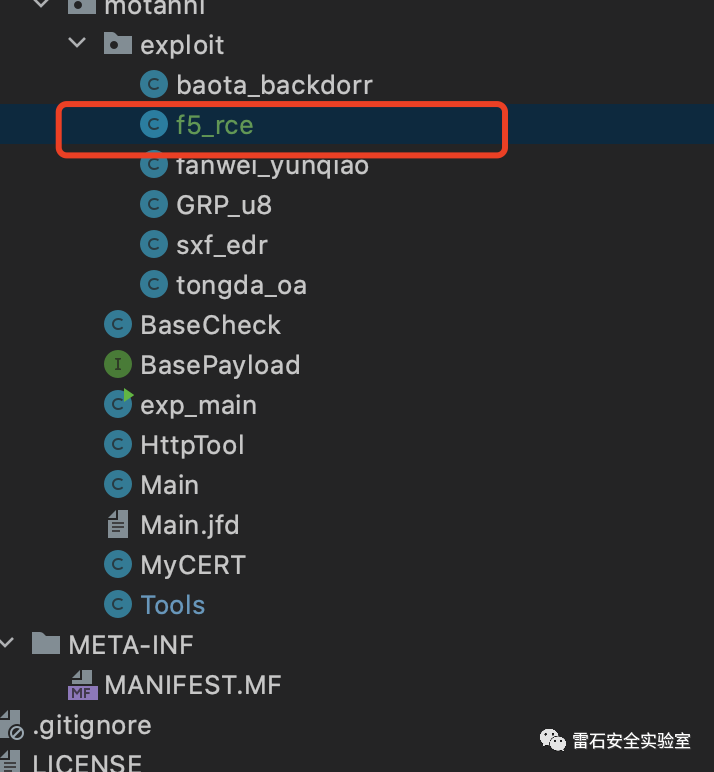 motanni
exploit
baota_backdorr
f5_rce
fanwei_yunqiao
GRP_u8
sxf_edr
tongda_oa
BaseCheck
BasePayload
exp_main
HttpTool
Main
Main.jfd
MyCERT
Tools
META-INF
MANIFEST.MF
.gitignore
雷石安全实验室
LICENSE